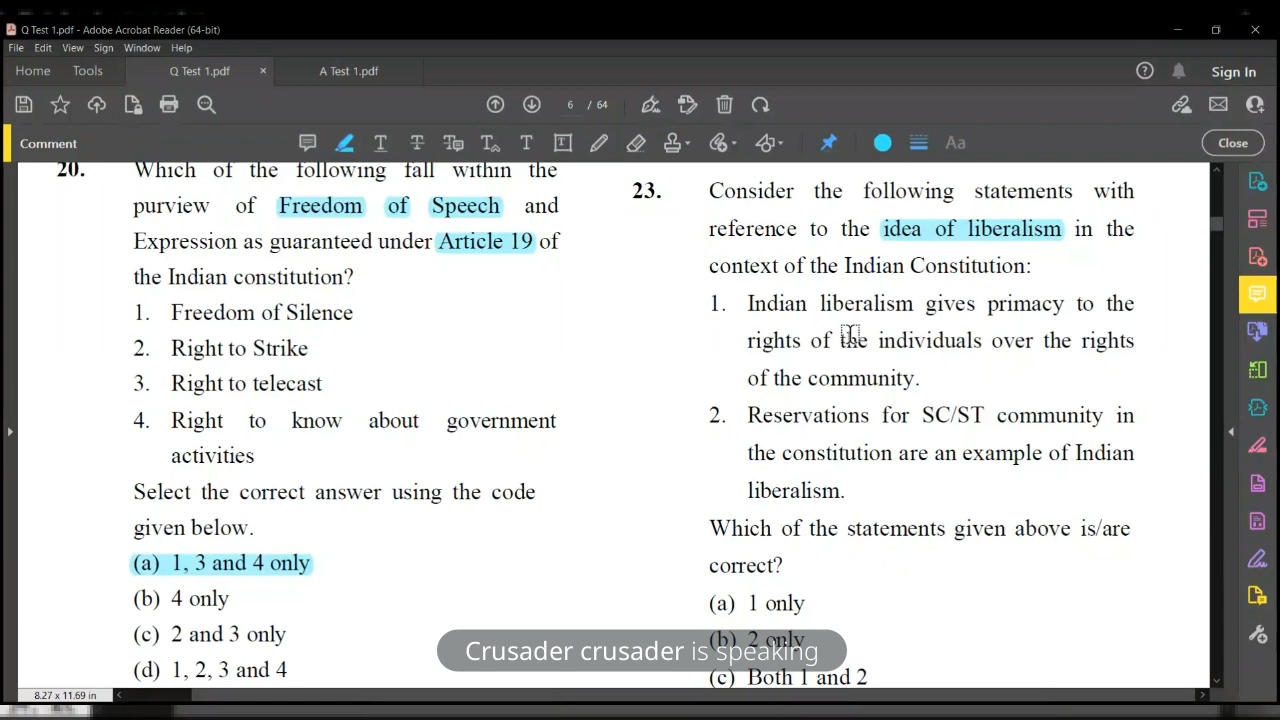 Q Test 1.pdf - Adobe Acrobat Reader (64-bit)
File Edit View Sign Window Help
Home Tools Q Test 1.pdf × A Test 1.pdf Sign In
6 / 64
Comment Aa Close
20. Which of the following fall within the
purview of Freedom of Speech and
Expression as guaranteed under Article 19 of
the Indian constitution?
1. Freedom of Silence
2. Right to Strike
3. Right to telecast
4. Right to know about government
activities
Select the correct answer using the code
given below.
(a) 1, 3 and 4 only
(b) 4 only
(c) 2 and 3 only
(d) 1, 2, 3 and 4
23. Consider the following statements with
reference to the idea of liberalism in the
context of the Indian Constitution:
1. Indian liberalism gives primacy to the
rights of the individuals over the rights
of the community.
2. Reservations for SC/ST community in
the constitution are an example of Indian
liberalism.
Which of the statements given above is/are
correct?
(a) 1 only
(b) 2 only
(c) Both 1 and 2
Crusader crusader is speaking
8.27 x 11.69 in